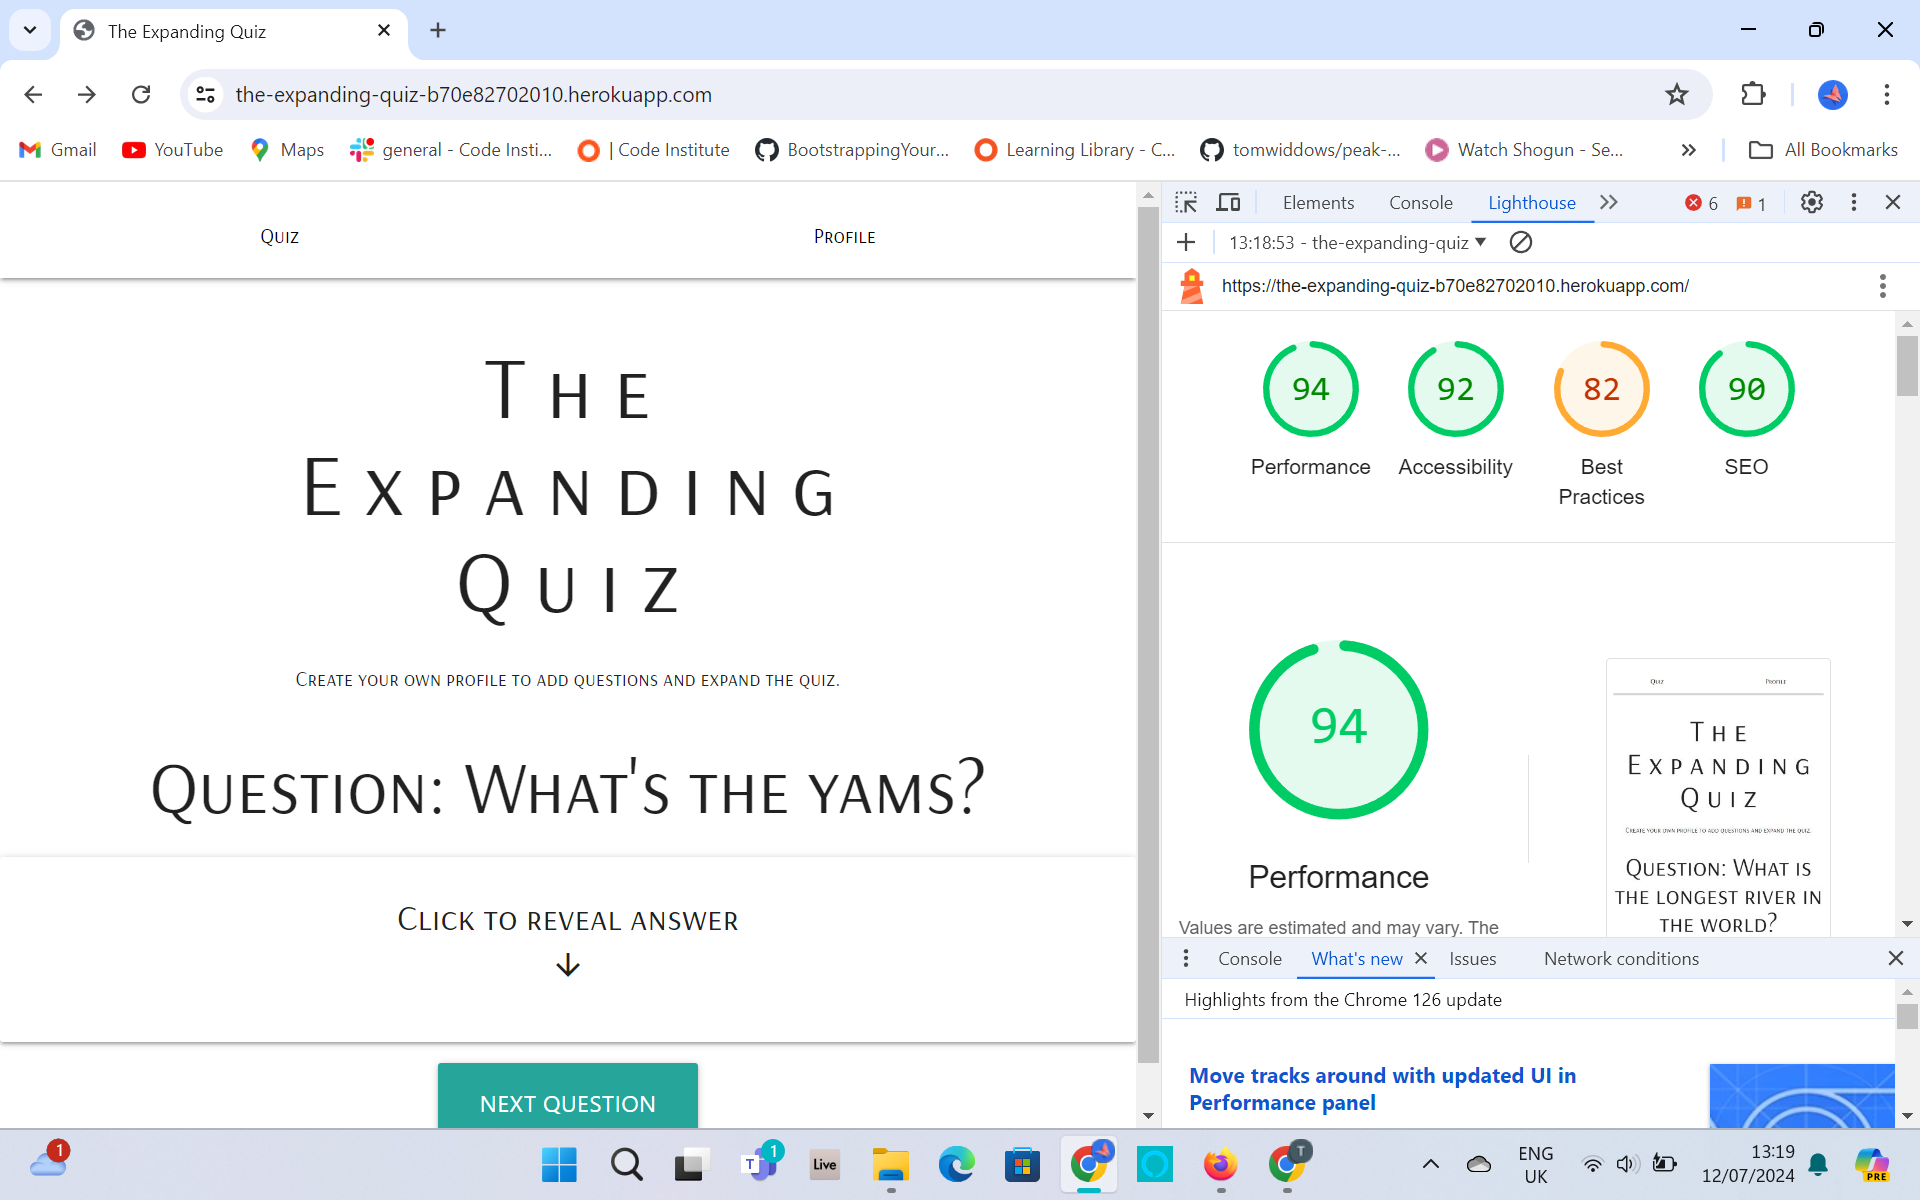 The Expanding Quiz
the-expanding-quiz-b70e82702010.herokuapp.com
Gmail YouTube Maps general - Code Insti... | Code Institute BootstrappingYour... Learning Library - C... tomwiddows/peak-... Watch Shogun - Se... » All Bookmarks
Quiz Profile
The
Expanding
Quiz
Create your own profile to add questions and expand the quiz.
Question: What's the yams?
Click to reveal answer
NEXT QUESTION
Elements Console Lighthouse 6 1
13:18:53 - the-expanding-quiz
https://the-expanding-quiz-b70e82702010.herokuapp.com/
94 92 82 90
Performance Accessibility Best Practices SEO
94
Performance
Values are estimated and may vary. The
Quiz Profile
The
Expanding
Quiz
Create your own profile to add questions and expand the quiz.
Question: What is
the longest river in
the world?
Console What's new Issues Network conditions
Highlights from the Chrome 126 update
Move tracks around with updated UI in
Performance panel
1 T 1 Live T ENG 13:19
UK 12/07/2024 PRE